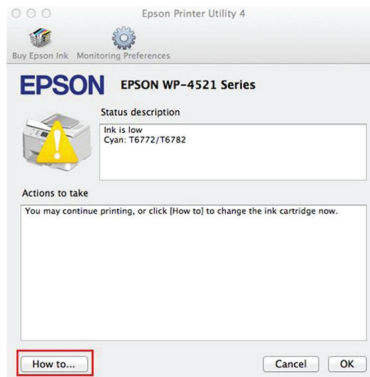 Epson Printer Utility 4
Buy Epson Ink Monitoring Preferences
EPSON EPSON WP-4521 Series
Status description
Ink is low
Cyan: T6772/T6782
Actions to take
You may continue printing, or click [How to] to change the ink cartridge now.
How to... Cancel OK